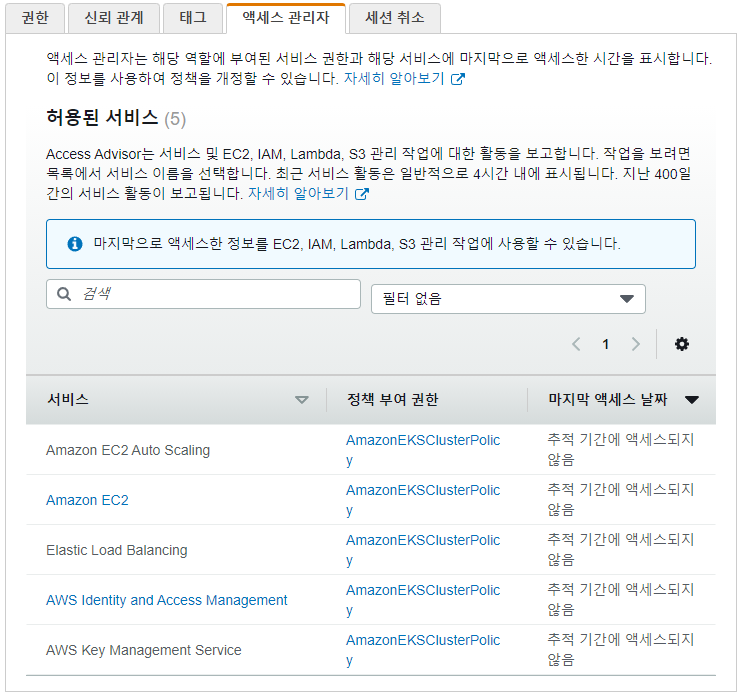 권한
신뢰 관계
태그
액세스 관리자
세션 취소
액세스 관리자는 해당 역할에 부여된 서비스 권한과 해당 서비스에 마지막으로 액세스한 시간을 표시합니다.
이 정보를 사용하여 정책을 개정할 수 있습니다. 자세히 알아보기
허용된 서비스 (5)
Access Advisor는 서비스 및 EC2, IAM, Lambda, S3 관리 작업에 대한 활동을 보고합니다. 작업을 보려면
목록에서 서비스 이름을 선택합니다. 최근 서비스 활동은 일반적으로 4시간 내에 표시됩니다. 지난 400일
간의 서비스 활동이 보고됩니다. 자세히 알아보기
마지막으로 액세스한 정보를 EC2, IAM, Lambda, S3 관리 작업에 사용할 수 있습니다.
검색
필터 없음
1
서비스
정책 부여 권한
마지막 액세스 날짜
Amazon EC2 Auto Scaling
AmazonEKSClusterPolic
y
추적 기간에 액세스되지
않음
Amazon EC2
AmazonEKSClusterPolic
y
추적 기간에 액세스되지
않음
Elastic Load Balancing
AmazonEKSClusterPolic
y
추적 기간에 액세스되지
않음
AWS Identity and Access Management
AmazonEKSClusterPolic
y
추적 기간에 액세스되지
않음
AWS Key Management Service
AmazonEKSClusterPolic
y
추적 기간에 액세스되지
않음